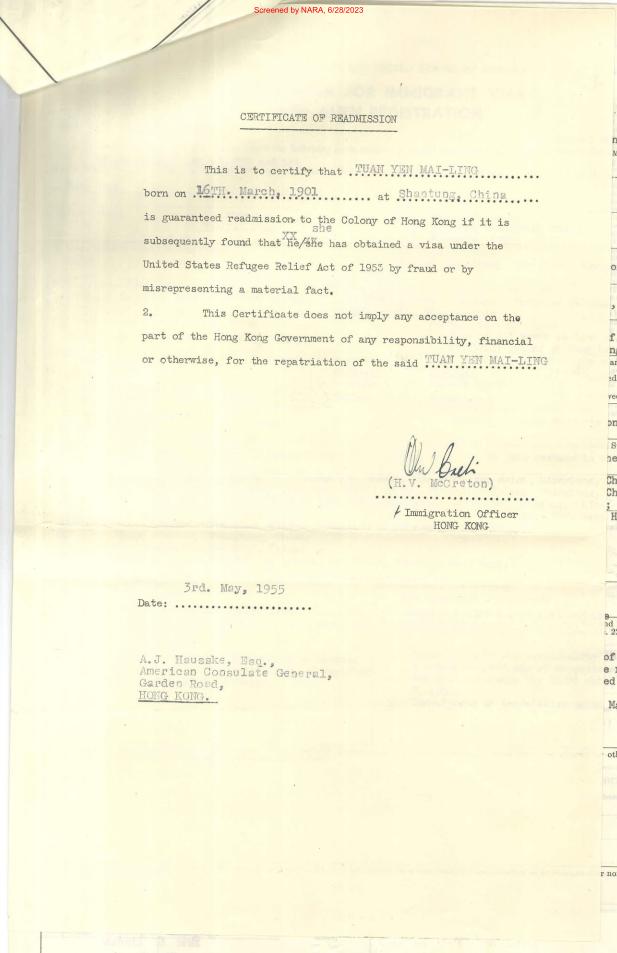 Screened by NARA, 6/28/2023
CERTIFICATE OF READMISSION
This is to certify that TUAN YEN MAI-LING
born on 16TH. March, 1901 at Shantung, China
is guaranteed readmission to the Colony of Hong Kong if it is
she
XX
subsequently found that he/she has obtained a visa under the
United States Refugee Relief Act of 1953 by fraud or by
misrepresenting a material fact.
2. This Certificate does not imply any acceptance on the
part of the Hong Kong Government of any responsibility, financial
or otherwise, for the repatriation of the said TUAN YEN MAI-LING
(H.V. McCreton)
Immigration Officer
HONG KONG
3rd. May, 1955
Date:
A.J. Hausske, Esq.,
American Consulate General,
Garden Road,
HONG KONG.